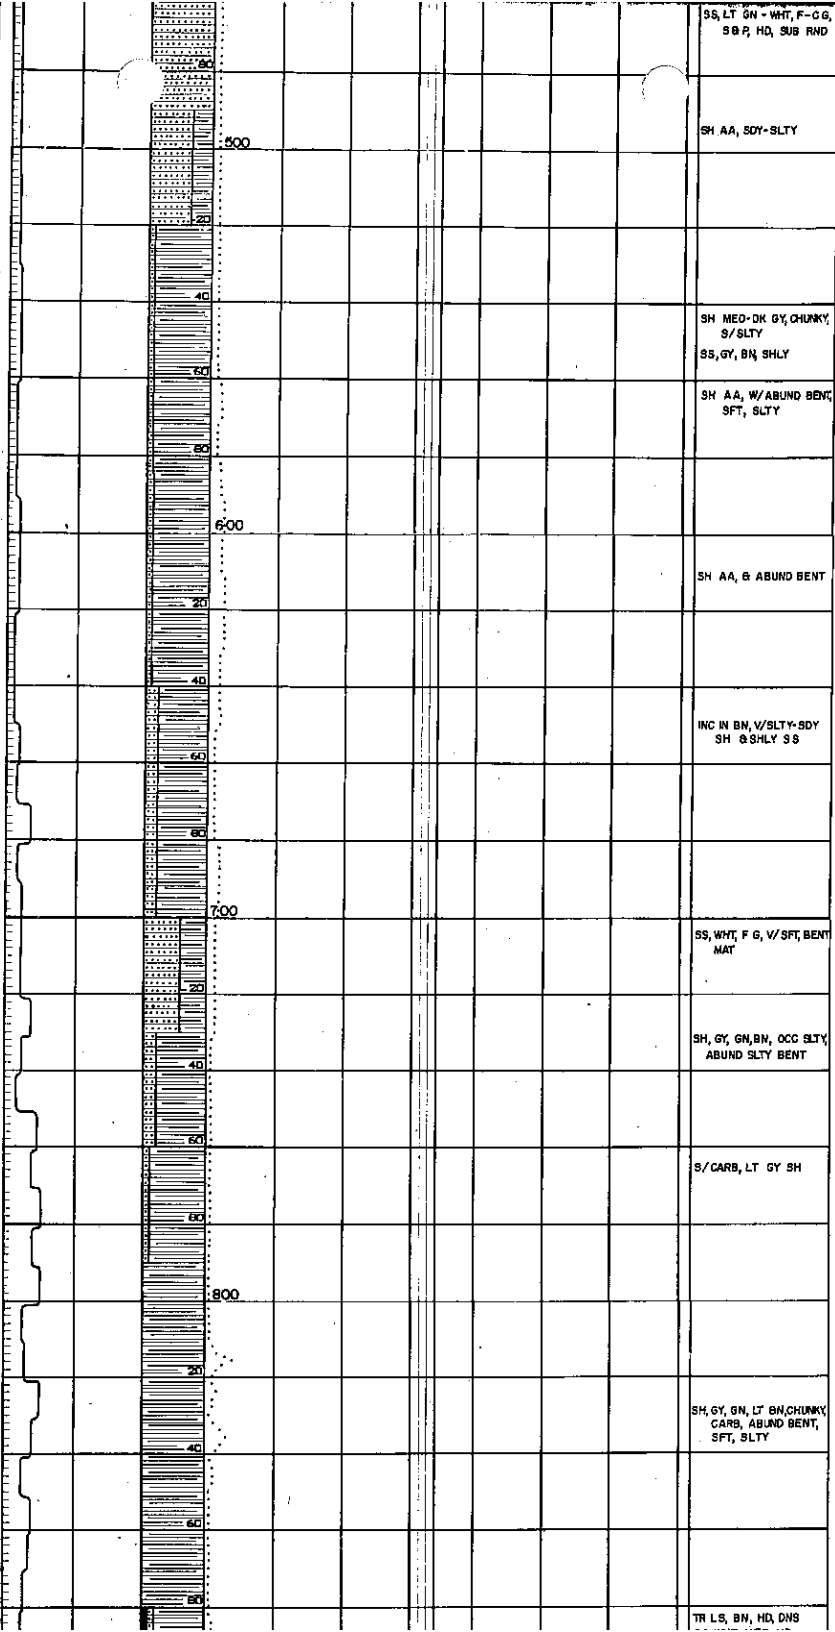 SS, LT GN - WHT, F-CG,
S&P, HD, SUB RND
80
SH AA, SDY-SLTY
500
20
40
SH MED-DK GY, CHUNKY,
S/SLTY
SS, GY, BN, SHLY
60
SH AA, W/ABUND BENT,
SFT, SLTY
80
600
SH AA, & ABUND BENT
20
40
INC IN BN, V/SLTY-SDY
SH & SHLY SS
60
80
700
SS, WHT, F G, V/SFT, BENT
MAT
20
SH, GY, GN, BN, OCC SLTY,
ABUND SLTY BENT
40
60
S/CARB, LT GY SH
80
800
20
SH, GY, GN, LT BN, CHUNKY,
CARB, ABUND BENT,
SFT, SLTY
40
60
80
TR LS, BN, HD, DNS